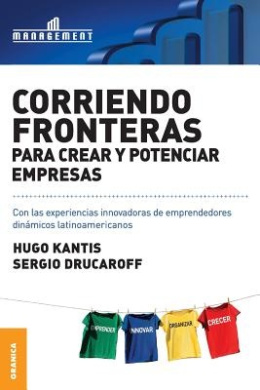 MANAGEMENT
CORRIENDO
FRONTERAS
PARA CREAR Y POTENCIAR
EMPRESAS
Con las experiencias innovadoras de emprendedores
dinámicos latinoamericanos
HUGO KANTIS
SERGIO DRUCAROFF
EMPRENDER
INNOVAR
ORGANIZAR
CRECER
GRANICA